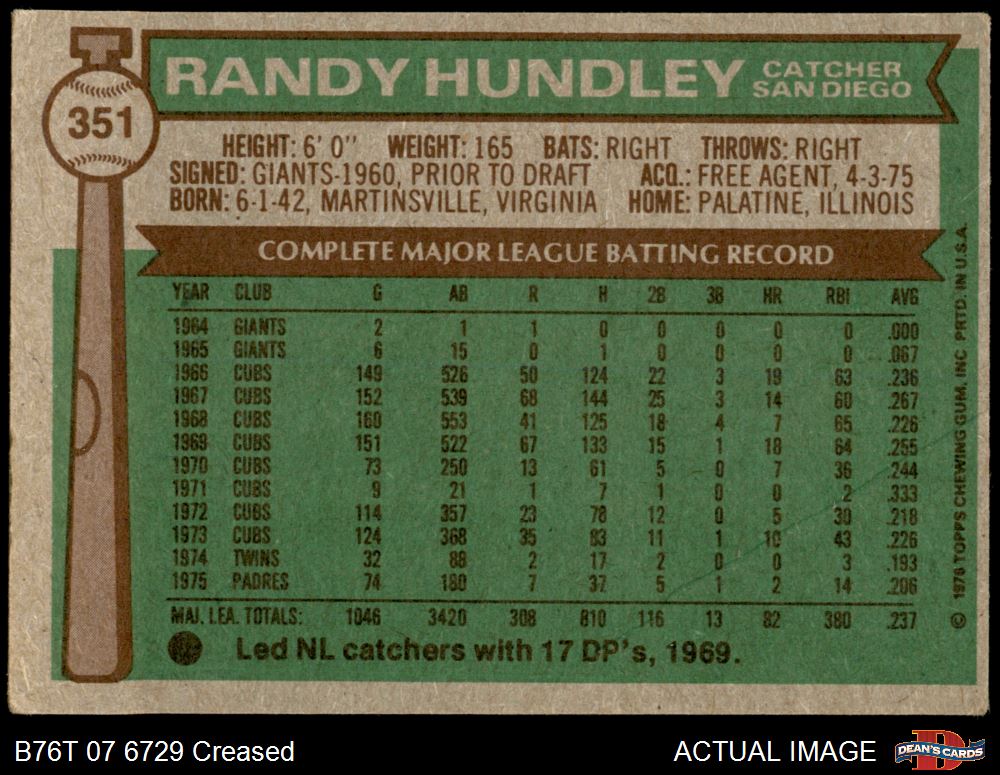 351
RANDY HUNDLEY CATCHER SAN DIEGO
HEIGHT: 6' 0" WEIGHT: 165 BATS: RIGHT THROWS: RIGHT
SIGNED: GIANTS-1960, PRIOR TO DRAFT ACQ.: FREE AGENT, 4-3-75
BORN: 6-1-42, MARTINSVILLE, VIRGINIA HOME: PALATINE, ILLINOIS
COMPLETE MAJOR LEAGUE BATTING RECORD
YEAR CLUB G AB R H 2B 3B HR RBI AVG
1964 GIANTS 2 1 1 0 0 0 0 0 .000
1965 GIANTS 6 15 0 1 0 0 0 0 .067
1966 CUBS 149 526 50 124 22 3 19 63 .236
1967 CUBS 152 539 68 144 25 3 14 60 .267
1968 CUBS 160 553 41 125 18 4 7 65 .226
1969 CUBS 151 522 67 133 15 1 18 64 .255
1970 CUBS 73 250 13 61 5 0 7 36 .244
1971 CUBS 9 21 1 7 1 0 0 2 .333
1972 CUBS 114 357 23 78 12 0 5 30 .218
1973 CUBS 124 368 35 83 11 1 10 43 .226
1974 TWINS 32 88 2 17 2 0 0 3 .193
1975 PADRES 74 180 7 37 5 1 2 14 .206
MAJ. LEA. TOTALS: 1046 3420 308 810 116 13 82 380 .237
Led NL catchers with 17 DP's, 1969.
© 1976 TOPPS CHEWING GUM, INC PRTD. IN U.S.A.
B76T 07 6729 Creased
ACTUAL IMAGE
D
DEAN'S CARDS